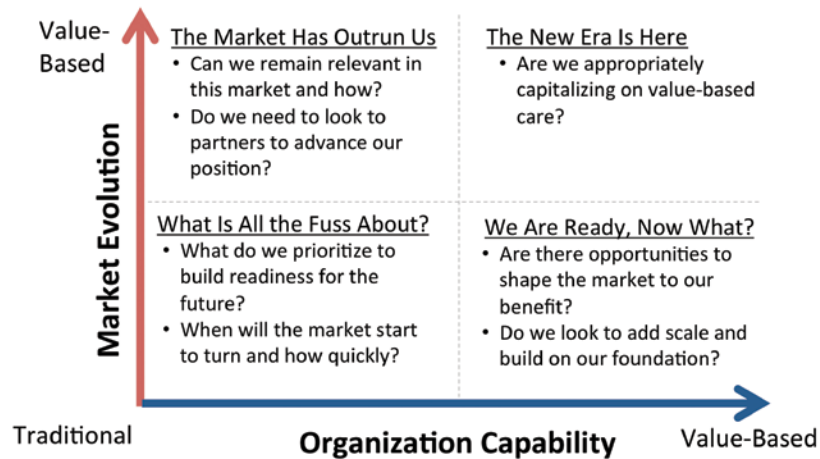 Value-
Based
Market Evolution
The Market Has Outrun Us
• Can we remain relevant in
this market and how?
• Do we need to look to
partners to advance our
position?
The New Era Is Here
• Are we appropriately
capitalizing on value-based
care?
What Is All the Fuss About?
• What do we prioritize to
build readiness for the
future?
• When will the market start
to turn and how quickly?
We Are Ready, Now What?
• Are there opportunities to
shape the market to our
benefit?
• Do we look to add scale and
build on our foundation?
Traditional
Organization Capability
Value-Based